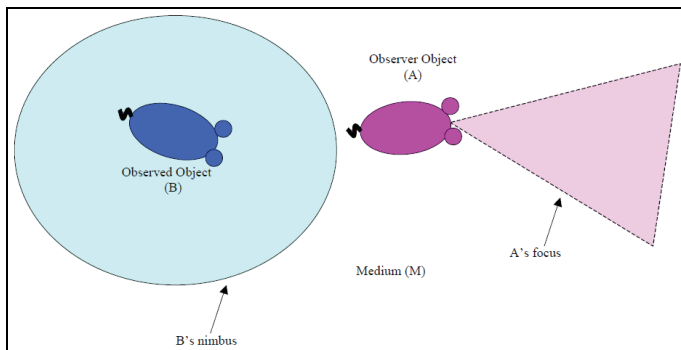 Observer Object
(A)
Observed Object
(B)
A's focus
Medium (M)
B's nimbus